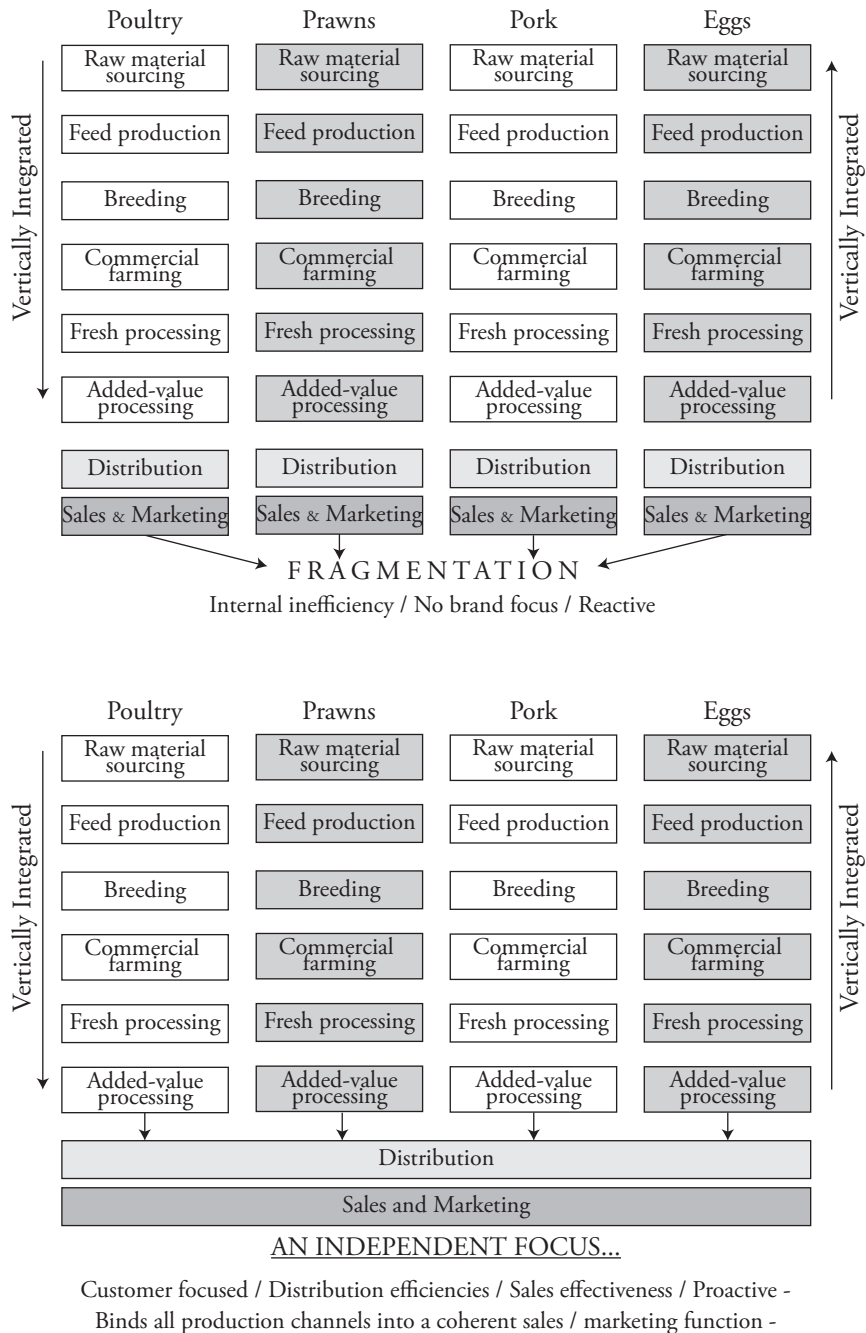 Poultry Prawns Pork Eggs
Raw material Raw material Raw material Raw material
sourcing sourcing sourcing sourcing
Feed production Feed production Feed production Feed production
Breeding Breeding Breeding Breeding
Commercial Commercial Commercial Commercial
farming farming farming farming
Fresh processing Fresh processing Fresh processing Fresh processing
Added-value Added-value Added-value Added-value
processing processing processing processing
Distribution Distribution Distribution Distribution
Sales & Marketing Sales & Marketing Sales & Marketing Sales & Marketing
Vertically Integrated
Vertically Integrated
FRAGMENTATION
Internal inefficiency / No brand focus / Reactive
Poultry Prawns Pork Eggs
Raw material Raw material Raw material Raw material
sourcing sourcing sourcing sourcing
Feed production Feed production Feed production Feed production
Breeding Breeding Breeding Breeding
Commercial Commercial Commercial Commercial
farming farming farming farming
Fresh processing Fresh processing Fresh processing Fresh processing
Added-value Added-value Added-value Added-value
processing processing processing processing
Vertically Integrated
Vertically Integrated
Distribution
Sales and Marketing
AN INDEPENDENT FOCUS...
Customer focused / Distribution efficiencies / Sales effectiveness / Proactive -
Binds all production channels into a coherent sales / marketing function -